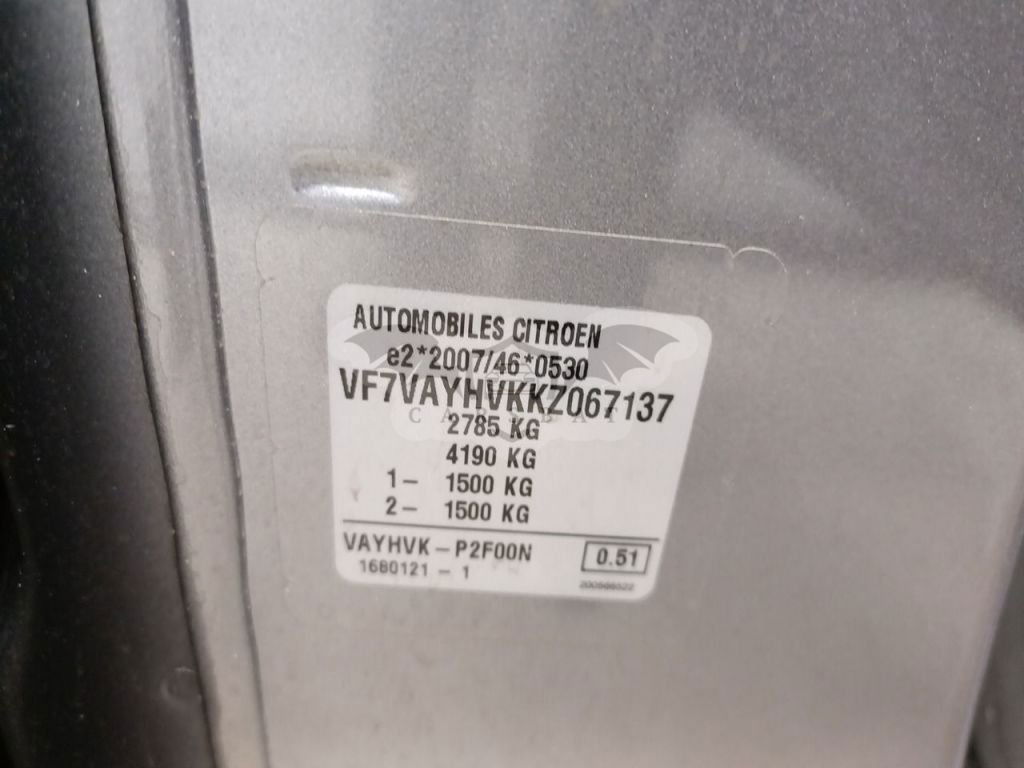 AUTOMOBILES CITROEN
e2*2007/46*0530
VF7VAYHVKKZ067137
2785 KG
4190 KG
1- 1500 KG
2- 1500 KG
VAYHVK-P2F00N 0.51
1680121-1
CARSBAT